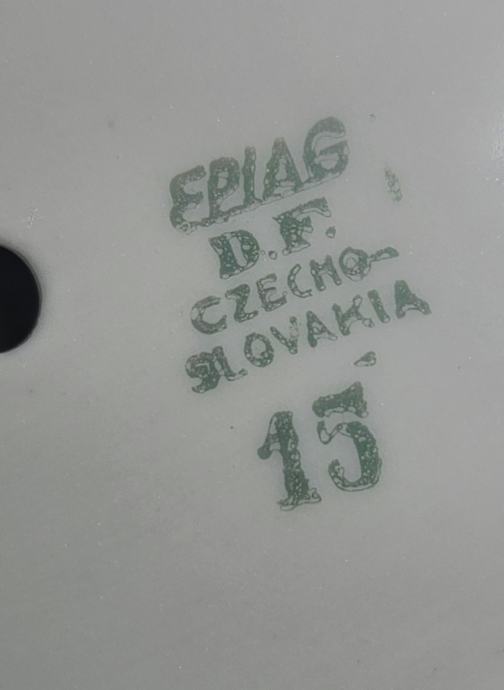 EPIAG
D.F.
CZECHO-
SLOVAKIA
15